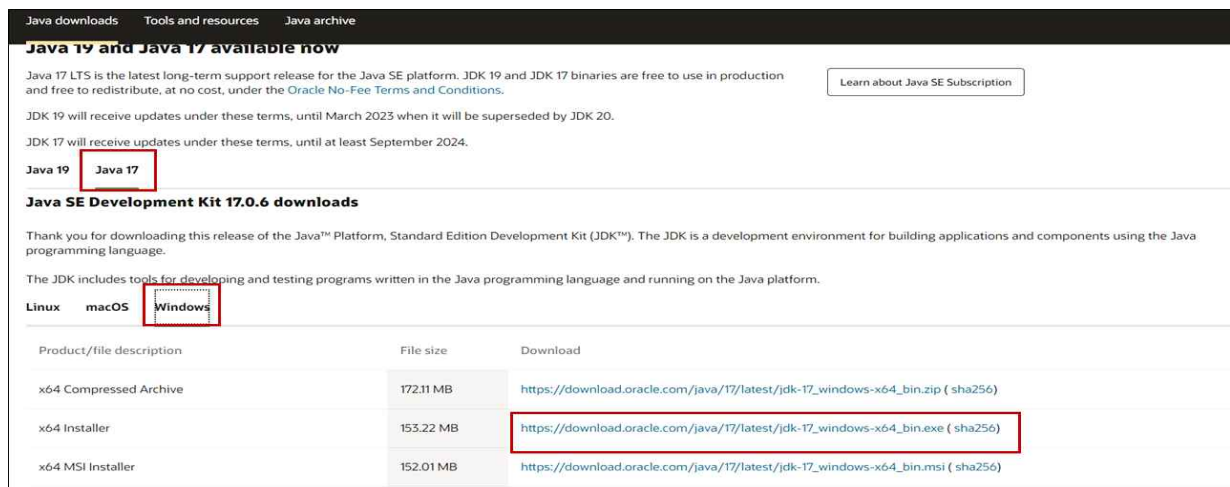 Java downloads Tools and resources Java archive
Java 19 and Java 17 available now
Java 17 LTS is the latest long-term support release for the Java SE platform. JDK 19 and JDK 17 binaries are free to use in production
and free to redistribute, at no cost, under the Oracle No-Fee Terms and Conditions.
Learn about Java SE Subscription
JDK 19 will receive updates under these terms, until March 2023 when it will be superseded by JDK 20.
JDK 17 will receive updates under these terms, until at least September 2024.
Java 19 Java 17
Java SE Development Kit 17.0.6 downloads
Thank you for downloading this release of the Java™ Platform, Standard Edition Development Kit (JDK™). The JDK is a development environment for building applications and components using the Java
programming language.
The JDK includes tools for developing and testing programs written in the Java programming language and running on the Java platform.
Linux macOS Windows
Product/file description File size Download
x64 Compressed Archive 172.11 MB https://download.oracle.com/java/17/latest/jdk-17_windows-x64_bin.zip ( sha256)
x64 Installer 153.22 MB https://download.oracle.com/java/17/latest/jdk-17_windows-x64_bin.exe ( sha256)
x64 MSI Installer 152.01 MB https://download.oracle.com/java/17/latest/jdk-17_windows-x64_bin.msi ( sha256)